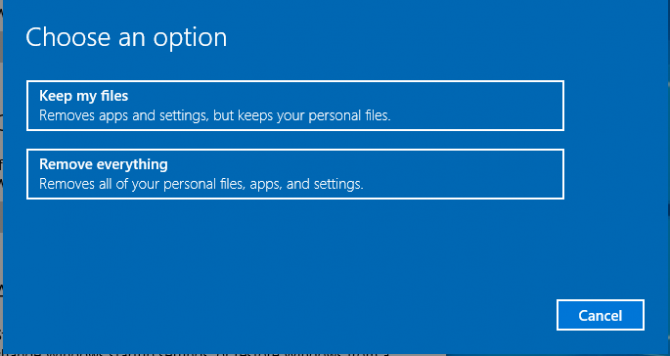 Choose an option
Keep my files
Removes apps and settings, but keeps your personal files.
Remove everything
Removes all of your personal files, apps, and settings.
Cancel